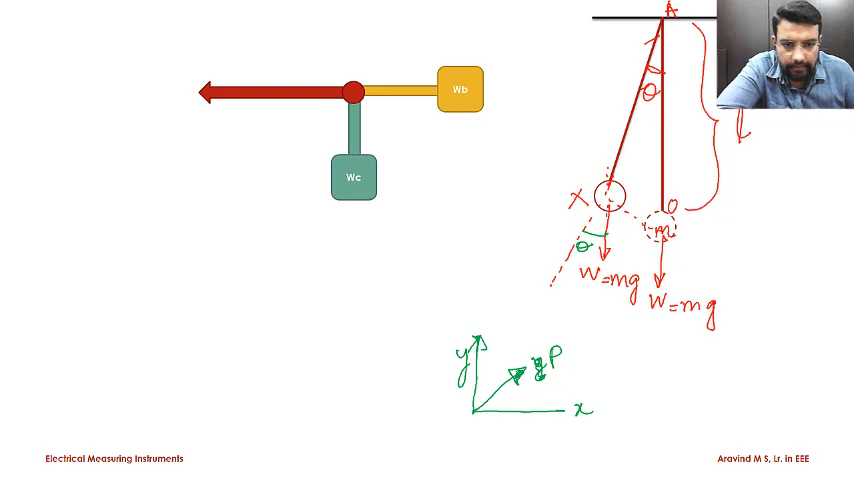 A
θ
l
Wb
Wc
X
O
m
θ
W=mg
W=mg
y
P
x
Electrical Measuring Instruments
Aravind M S, Lr. in EEE